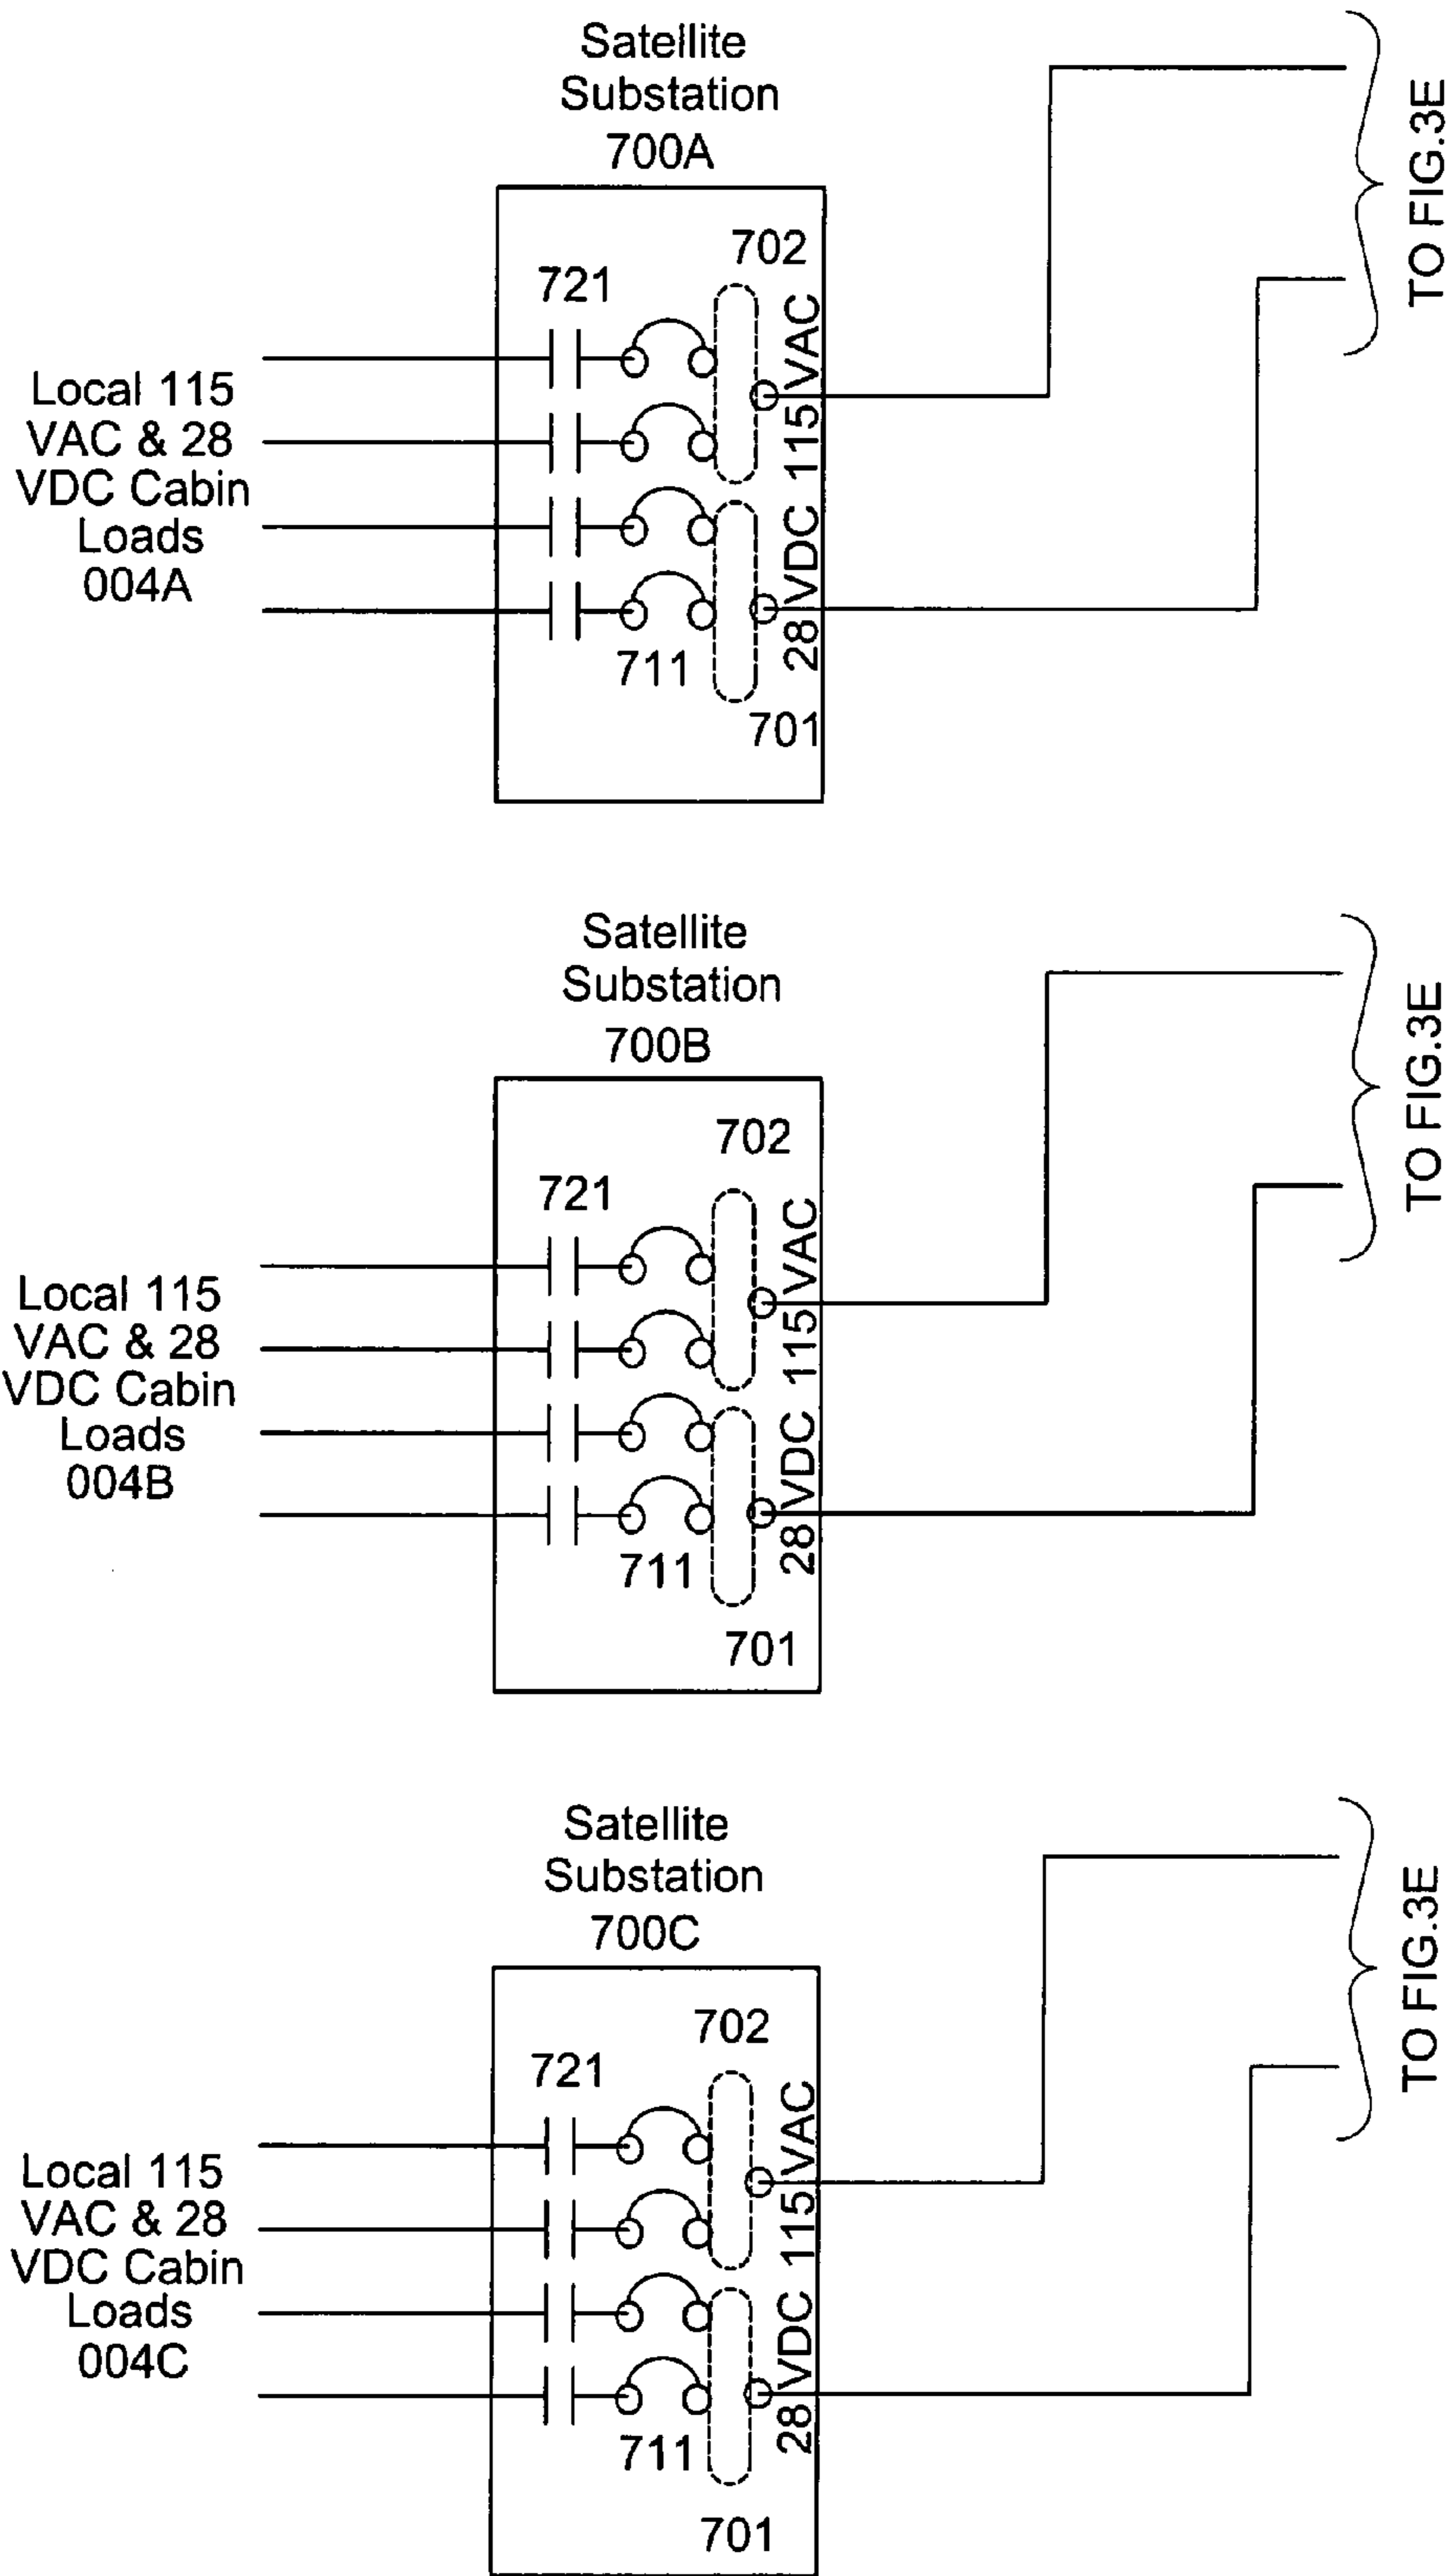 Satellite
Substation
700A
TO FIG.3E
702
721
115 VAC
Local 115
VAC & 28
VDC Cabin
Loads
004A
28 VDC
711
701
Satellite
Substation
700B
TO FIG.3E
702
721
115 VAC
Local 115
VAC & 28
VDC Cabin
Loads
004B
28 VDC
711
701
Satellite
Substation
700C
TO FIG.3E
702
721
115 VAC
Local 115
VAC & 28
VDC Cabin
Loads
004C
28 VDC
711
701